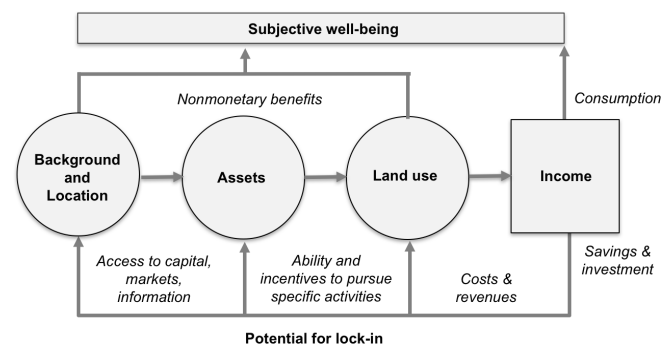 Subjective well-being
Nonmonetary benefits
Consumption
Background
and
Location
Assets
Land use
Income
Access to capital,
markets,
information
Ability and
incentives to pursue
specific activities
Costs &
revenues
Savings &
investment
Potential for lock-in